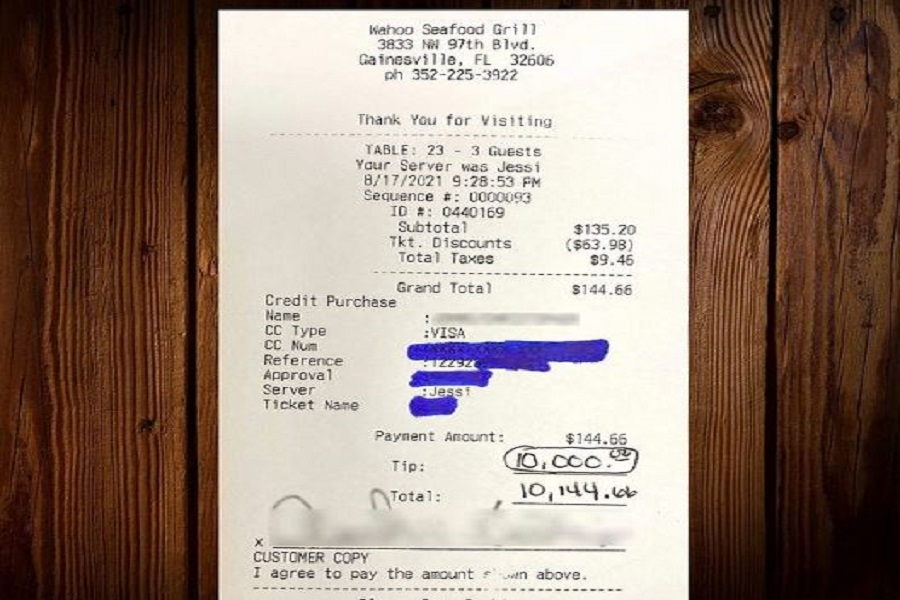 Wahoo Seafood Grill
3833 NW 97th Blvd.
Gainesville, FL 32606
ph 352-225-3922
Thank You for Visiting
TABLE: 23 - 3 Guests
Your Server was Jessi
8/17/2021 9:28:53 PM
Sequence #: 0000093
ID #: 0440169
Subtotal $135.20
Tkt. Discounts ($63.98)
Total Taxes $9.46
Grand Total $144.66
Credit Purchase
Name :
CC Type :VISA
CC Num
Reference
Approval :
Server :Jessi
Ticket Name
Payment Amount: $144.66
Tip: 10,000.00
Total: 10,144.66
x
CUSTOMER COPY
I agree to pay the amount above.